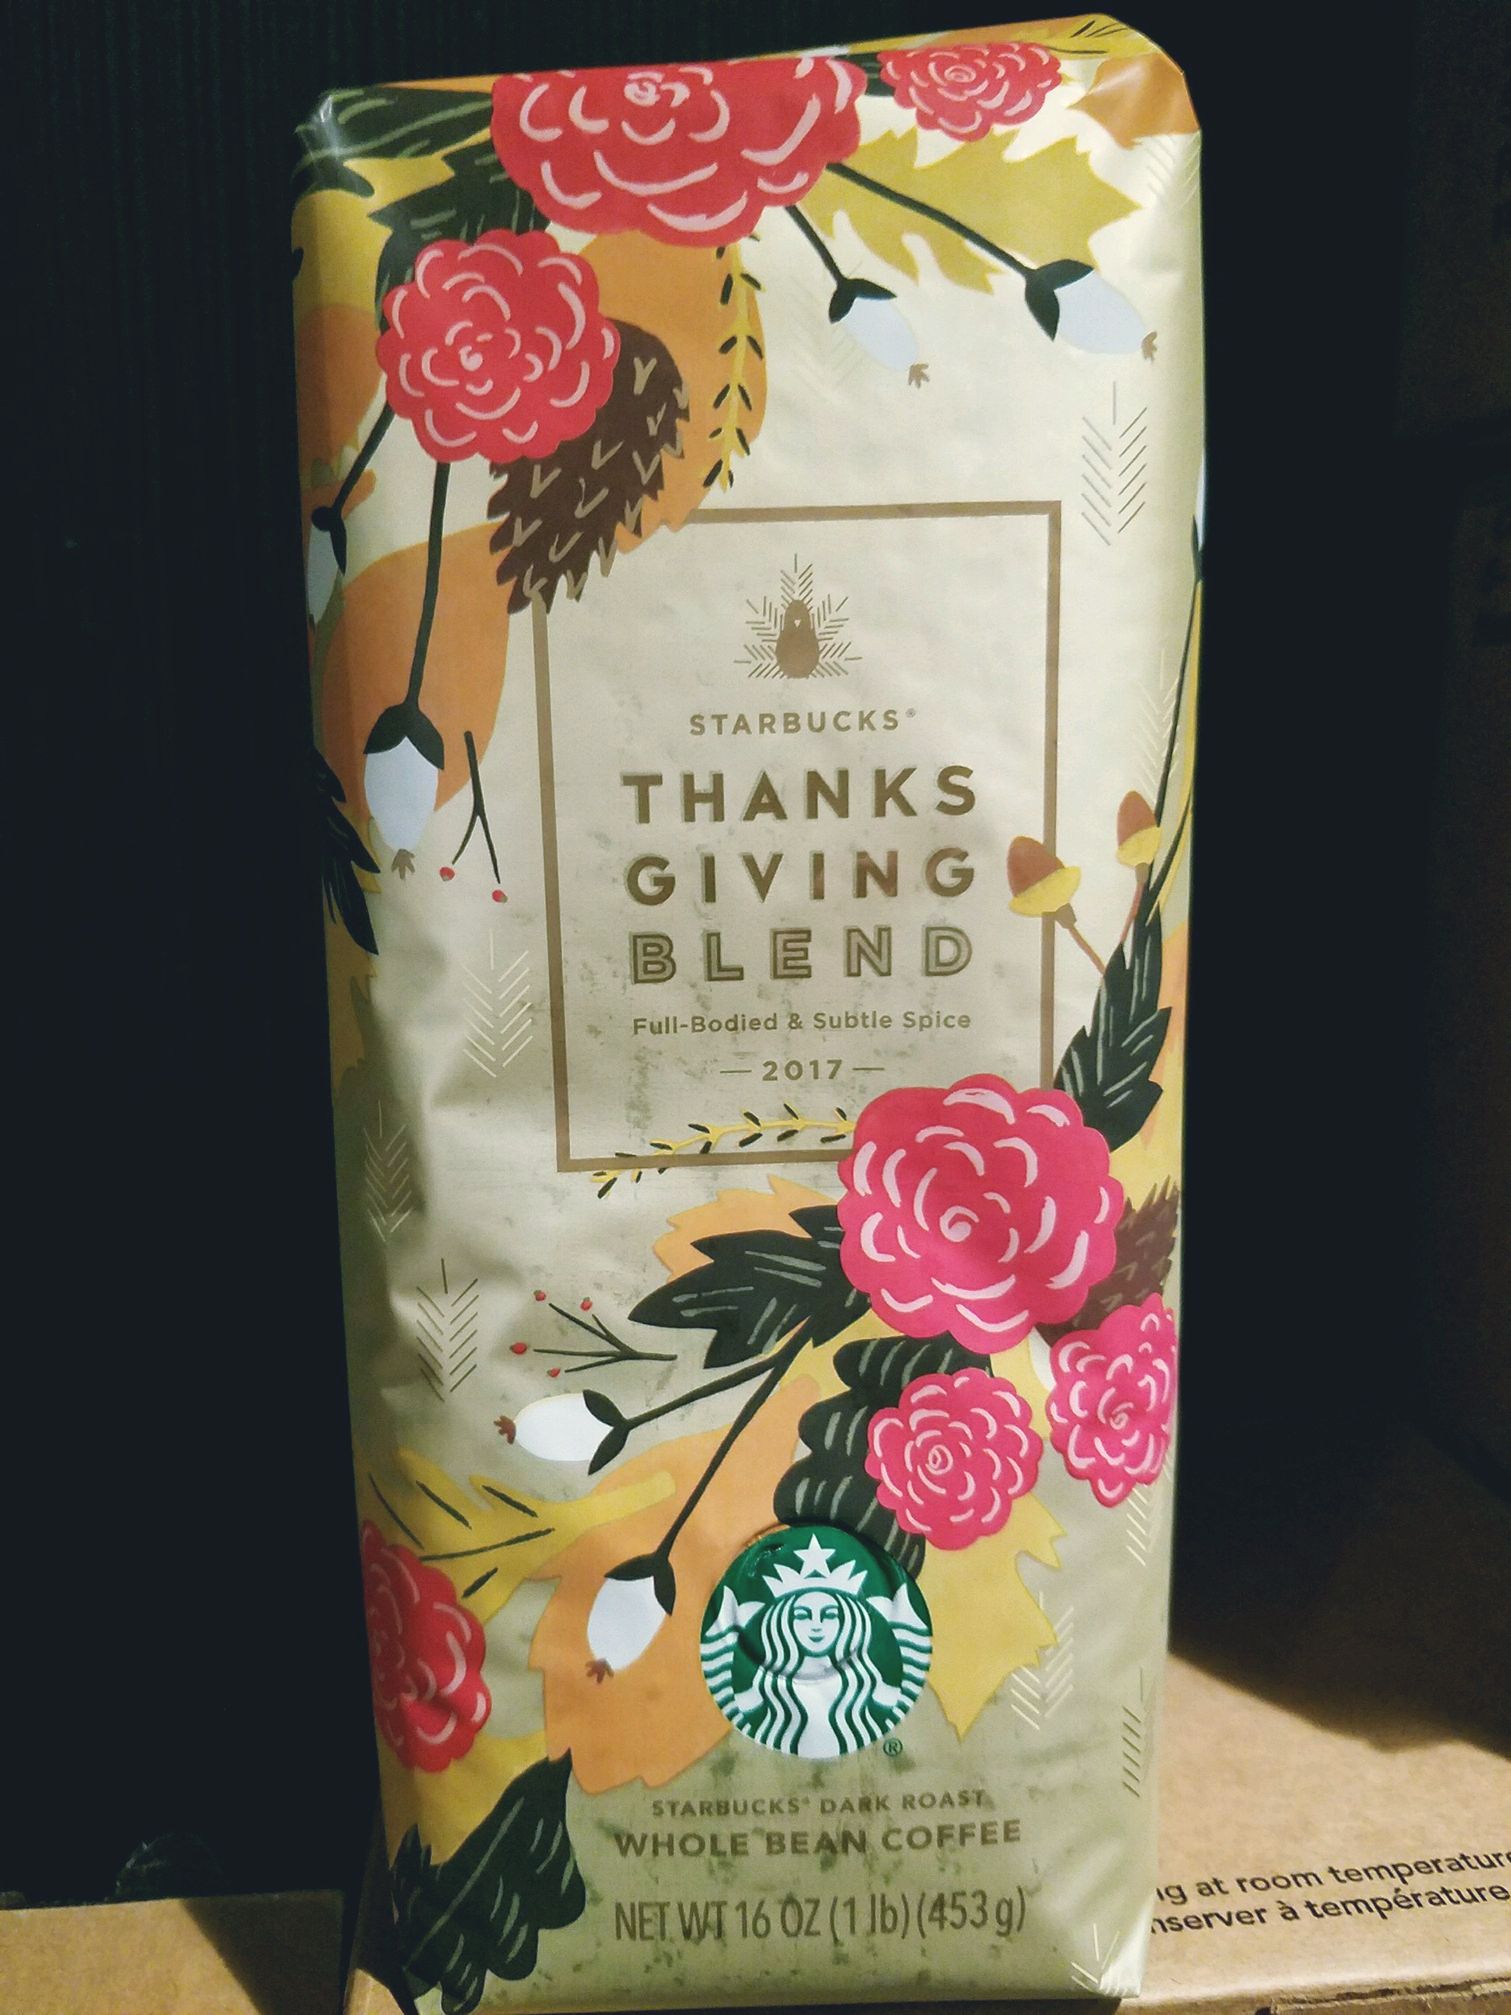 STARBUCKS®
THANKS
GIVING
BLEND
Full-Bodied & Subtle Spice
— 2017 —
®
STARBUCKS® DARK ROAST
WHOLE BEAN COFFEE
NET WT 16 OZ (1 lb) (453 g)
at room temperature
à température